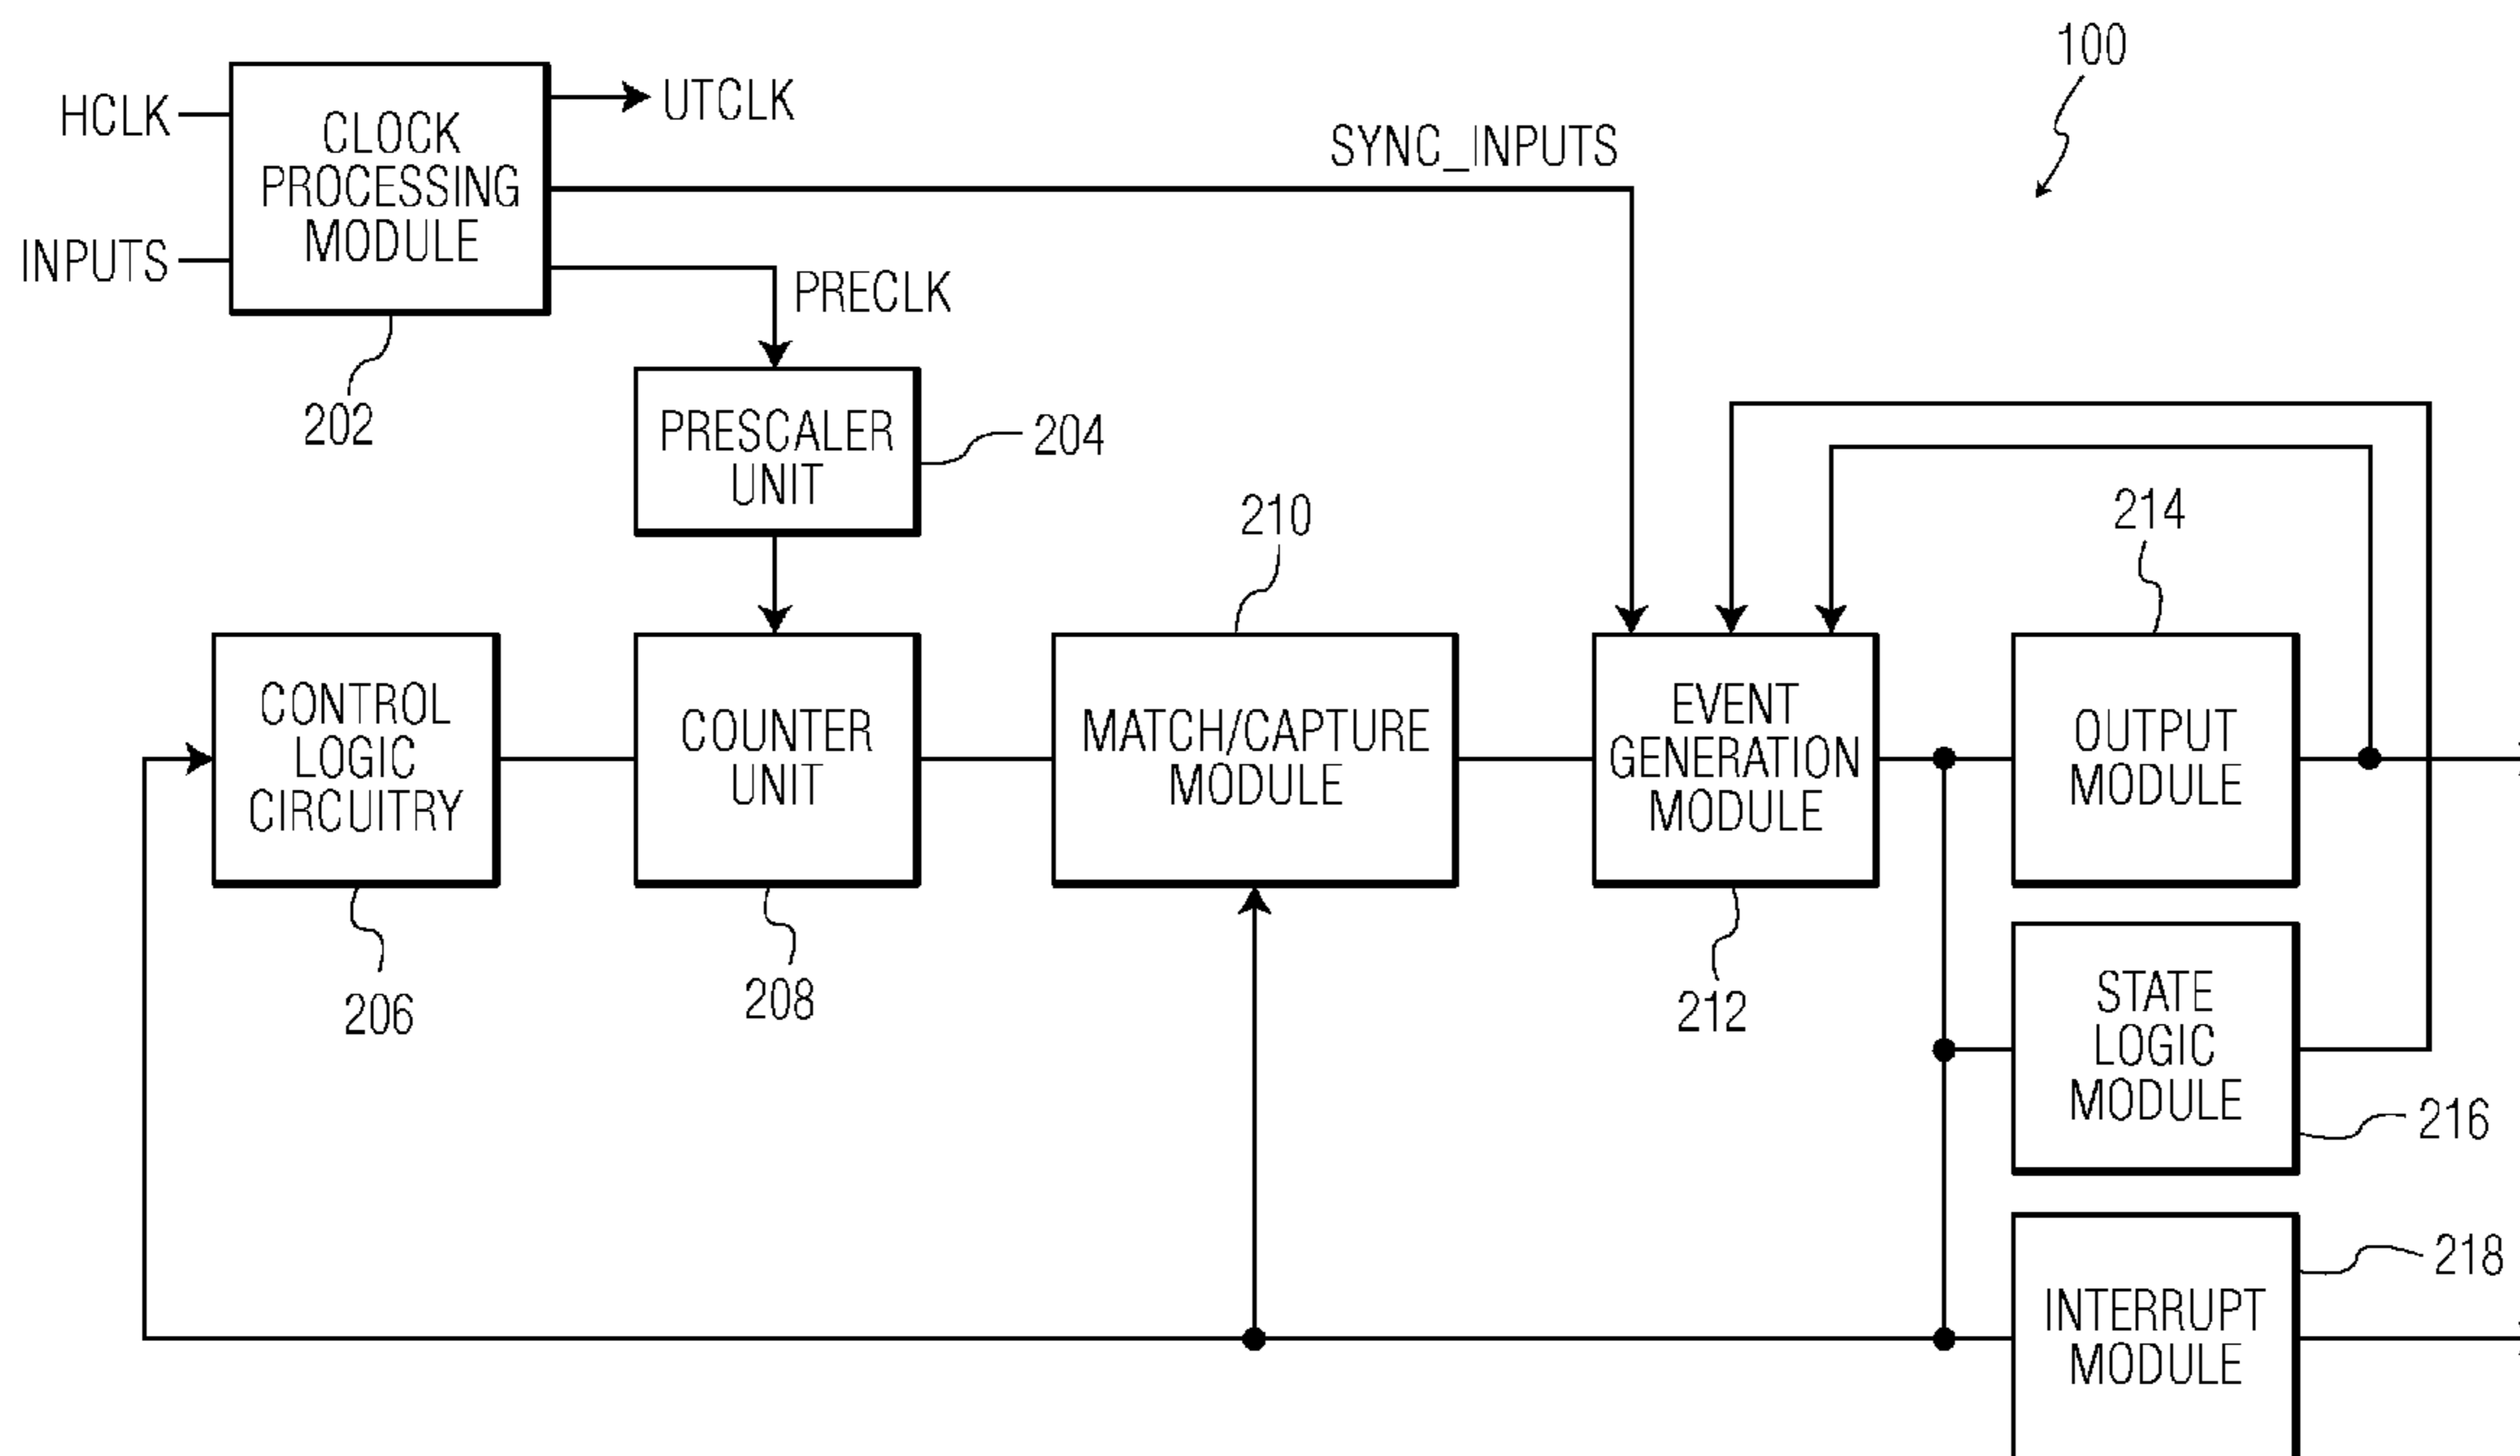 100
HCLK
CLOCK
PROCESSING
MODULE
UTCLK
INPUTS
SYNC_INPUTS
PRECLK
202
PRESCALER
UNIT
204
210
214
CONTROL
LOGIC
CIRCUITRY
COUNTER
UNIT
MATCH/CAPTURE
MODULE
EVENT
GENERATION
MODULE
OUTPUT
MODULE
206
208
212
STATE
LOGIC
MODULE
216
218
INTERRUPT
MODULE